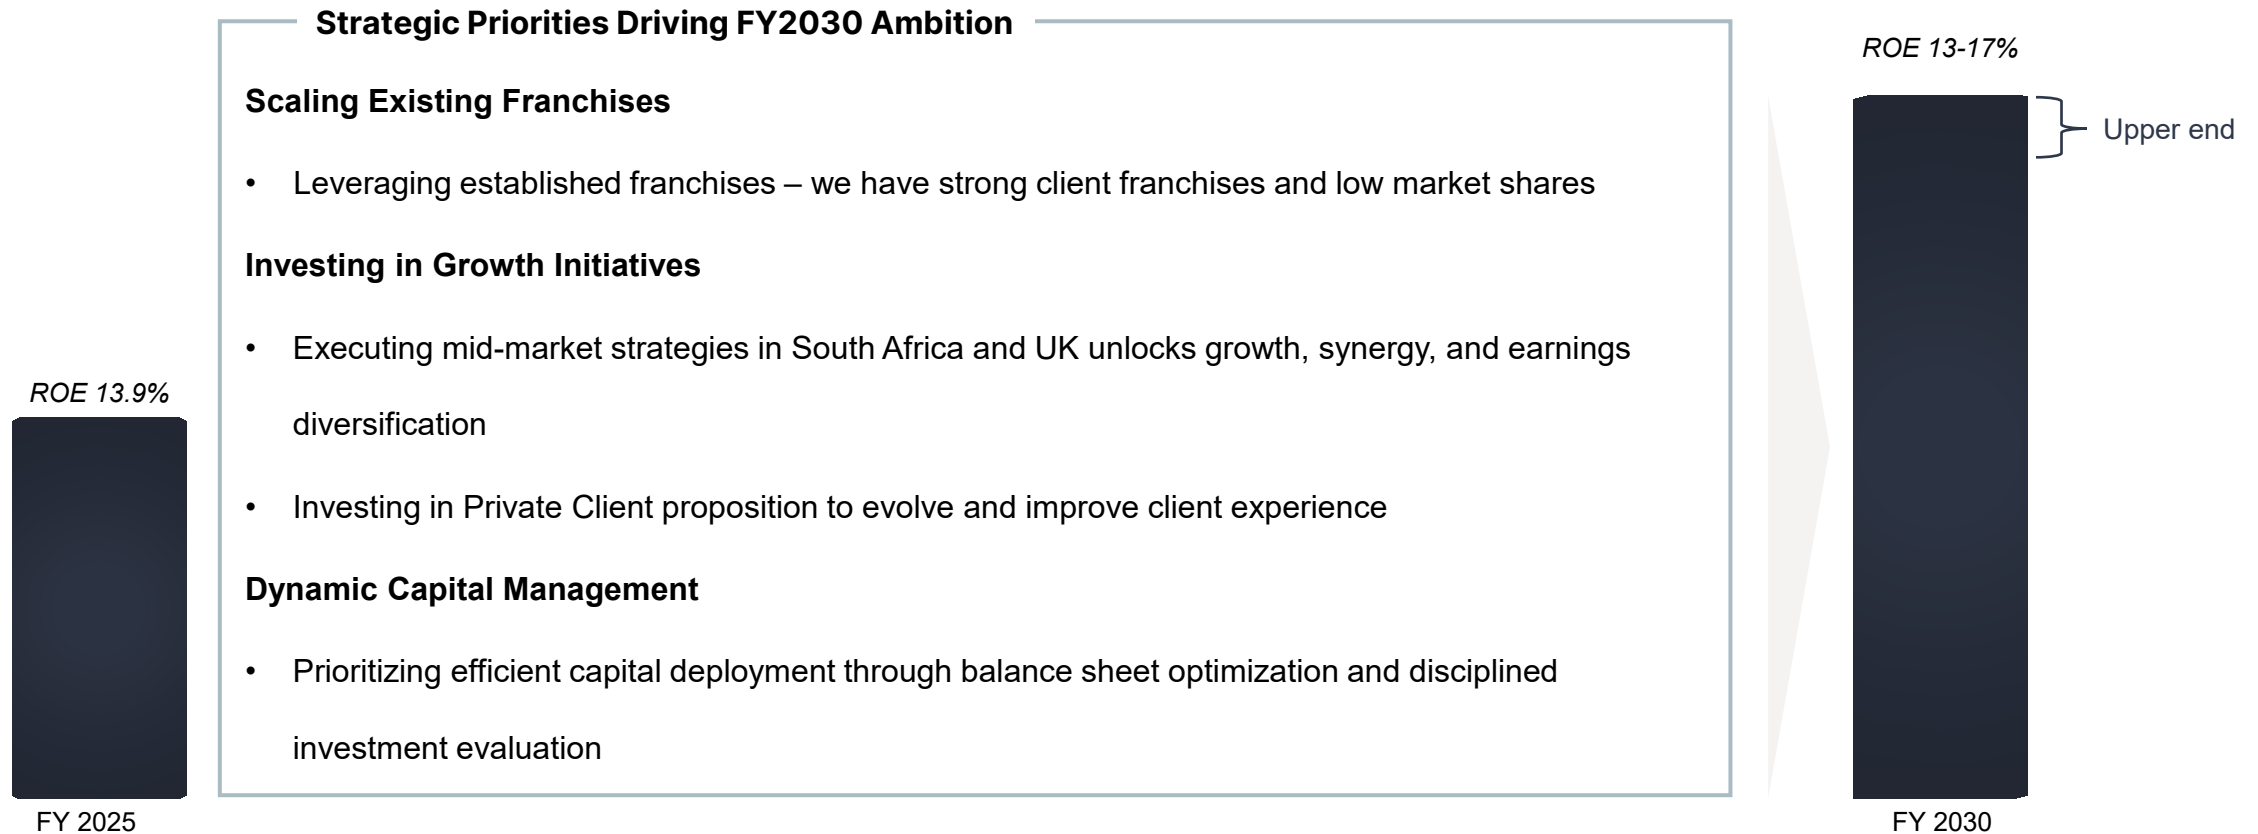 Strategic Priorities Driving FY2030 Ambition
Scaling Existing Franchises
• Leveraging established franchises – we have strong client franchises and low market shares
Investing in Growth Initiatives
• Executing mid-market strategies in South Africa and UK unlocks growth, synergy, and earnings
diversification
• Investing in Private Client proposition to evolve and improve client experience
Dynamic Capital Management
• Prioritizing efficient capital deployment through balance sheet optimization and disciplined
investment evaluation
ROE 13.9%
FY 2025
ROE 13-17%
Upper end
FY 2030